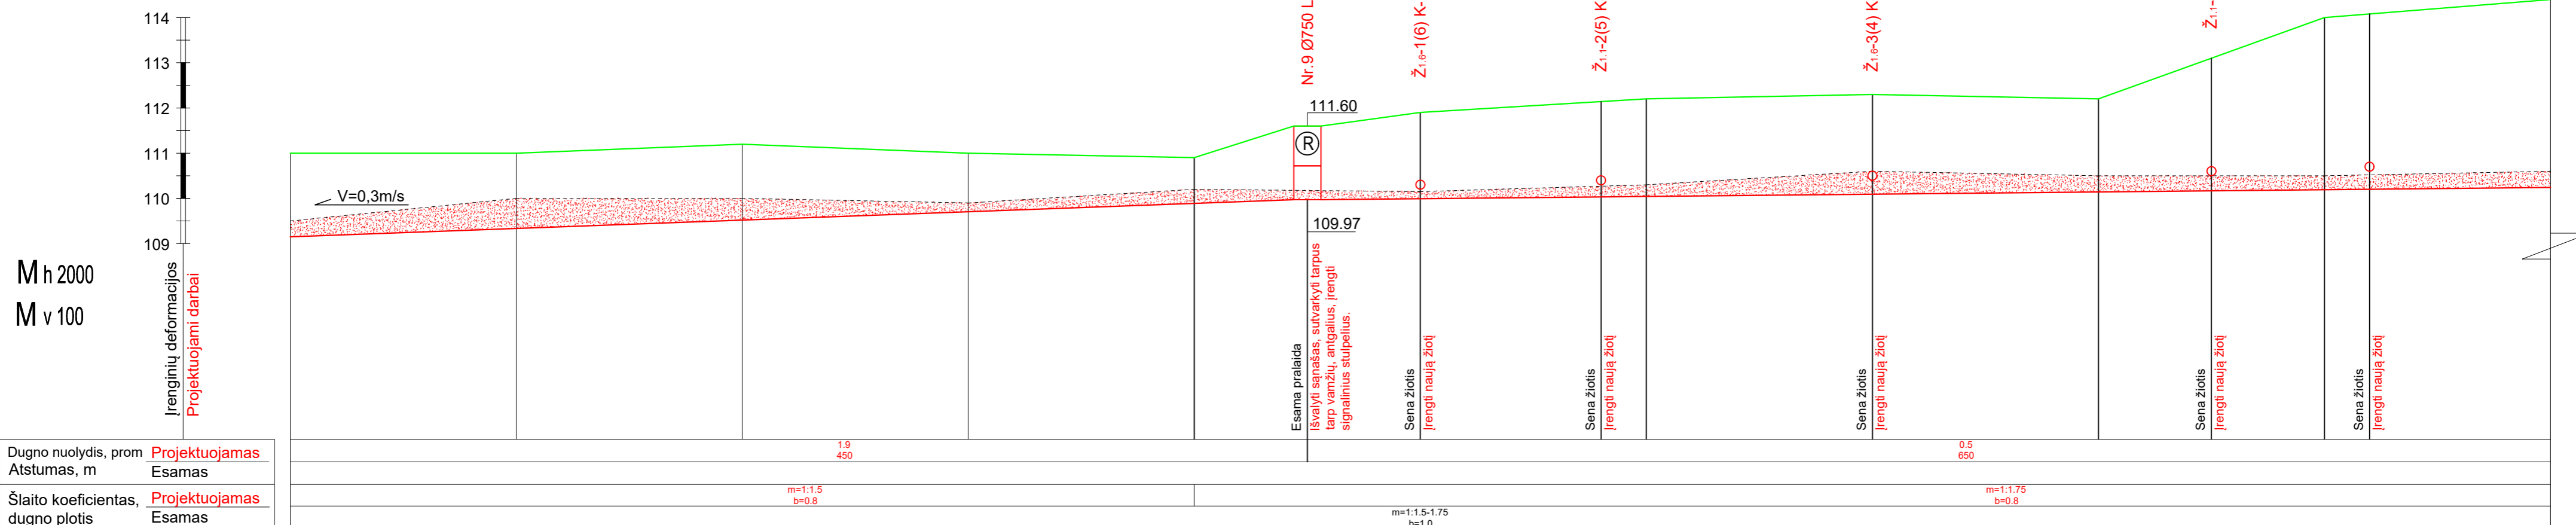 114
113
112
111
110
109
V=0,3m/s
M h 2000
M v 100
Įrenginių deformacijos
Projektuojami darbai
Nr.9 Ø750 L
111.60
R
109.97
Esama pralaida
Išvalyti sąnašas, sutvarkyti tarpus
tarp vamzdžių, antgalius, įrengti
signalinius stulpelius.
Ž1.6-1(6) K-
Sena žiotis
Įrengti naują žiotį
Ž1.1-2(5) K
Sena žiotis
Įrengti naują žiotį
Ž1.6-3(4) K
Sena žiotis
Įrengti naują žiotį
Ž1.1-
Sena žiotis
Įrengti naują žiotį
Sena žiotis
Įrengti naują žiotį
Dugno nuolydis, prom
Atstumas, m
Projektuojamas
Esamas
1.9
450
0.5
650
Šlaito koeficientas,
dugno plotis
Projektuojamas
Esamas
m=1:1.5
b=0.8
m=1:1.75
b=0.8
m=1:1.5-1.75
b=1.0